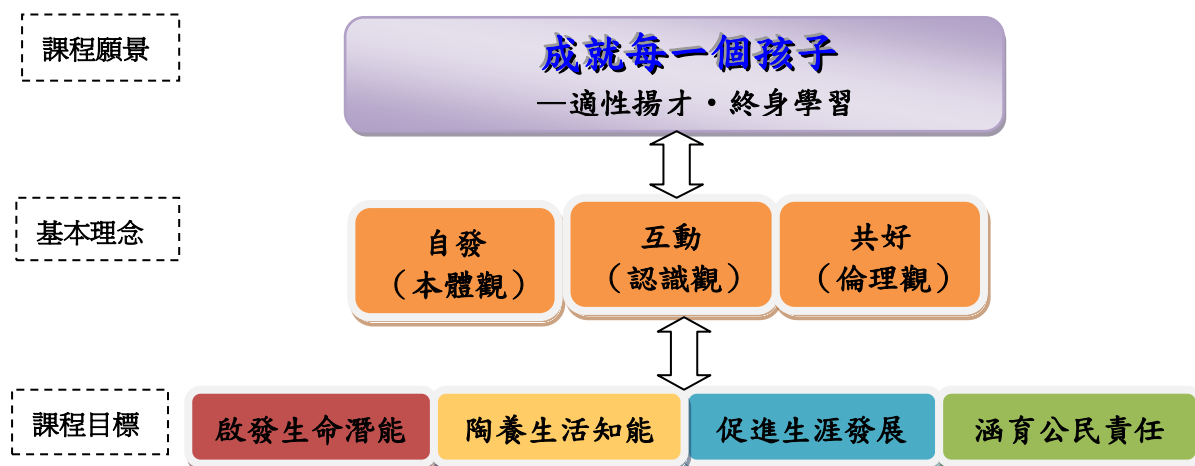 課程願景
成就每一個孩子
—適性揚才·終身學習
基本理念
自發
（本體觀）
互動
（認識觀）
共好
（倫理觀）
課程目標
啟發生命潛能
陶養生活知能
促進生涯發展
涵育公民責任